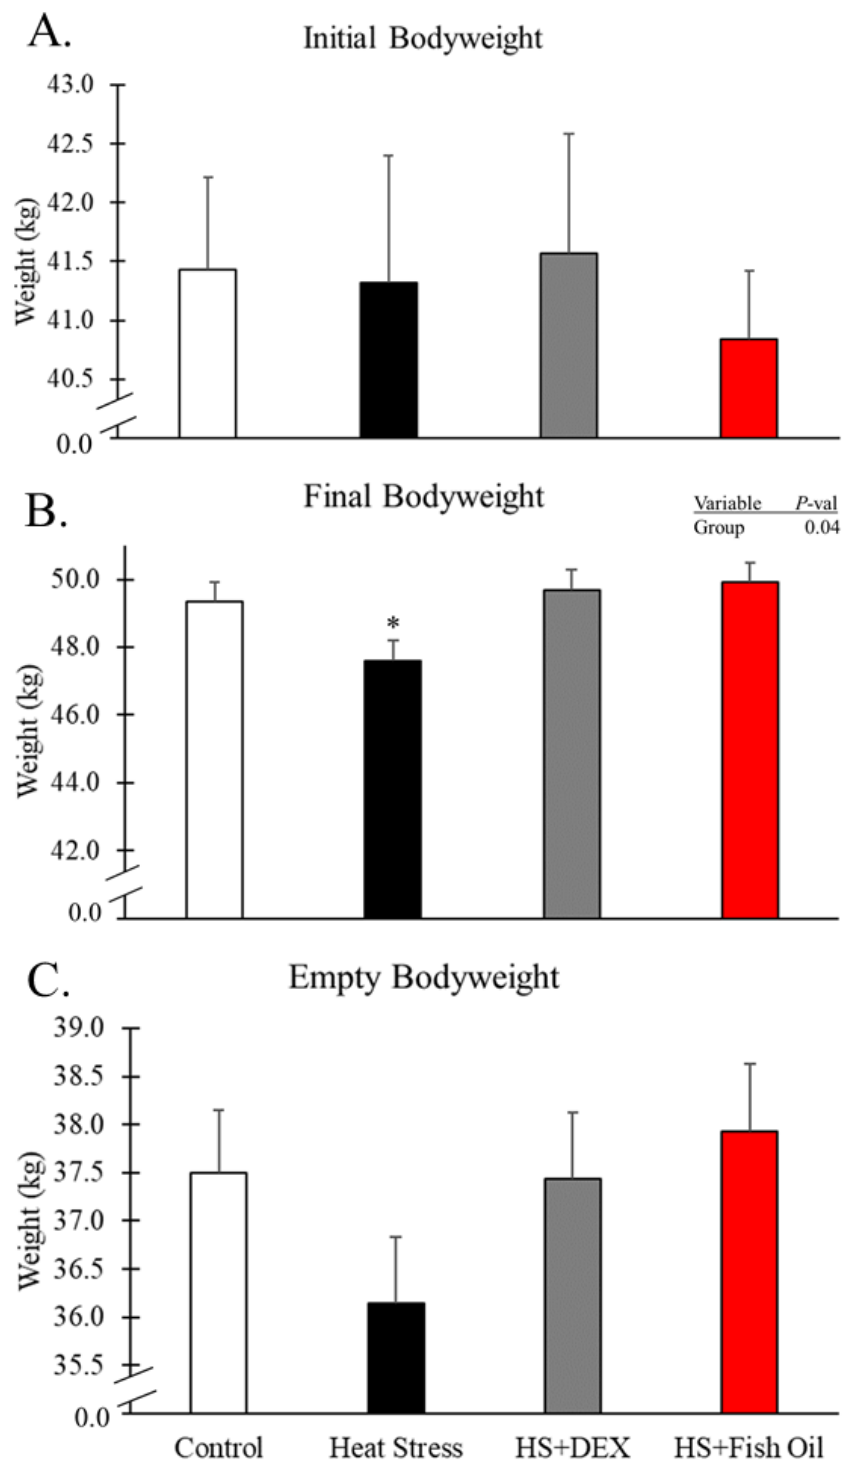 A.
Initial Bodyweight
Weight (kg)
43.0
42.5
42.0
41.5
41.0
40.5
0.0
B.
Final Bodyweight
Variable P-val
Group 0.04
Weight (kg)
50.0
48.0
46.0
44.0
42.0
0.0
*
C.
Empty Bodyweight
Weight (kg)
39.0
38.5
38.0
37.5
37.0
36.5
36.0
35.5
0.0
Control Heat Stress HS+DEX HS+Fish Oil